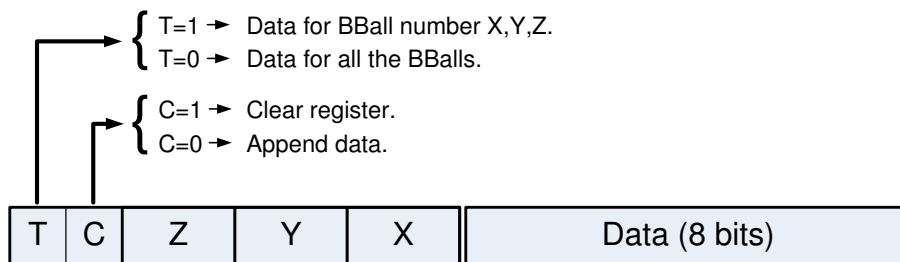 T=1 → Data for BBall number X,Y,Z.
T=0 → Data for all the BBalls.
C=1 → Clear register.
C=0 → Append data.
T C Z Y X Data (8 bits)